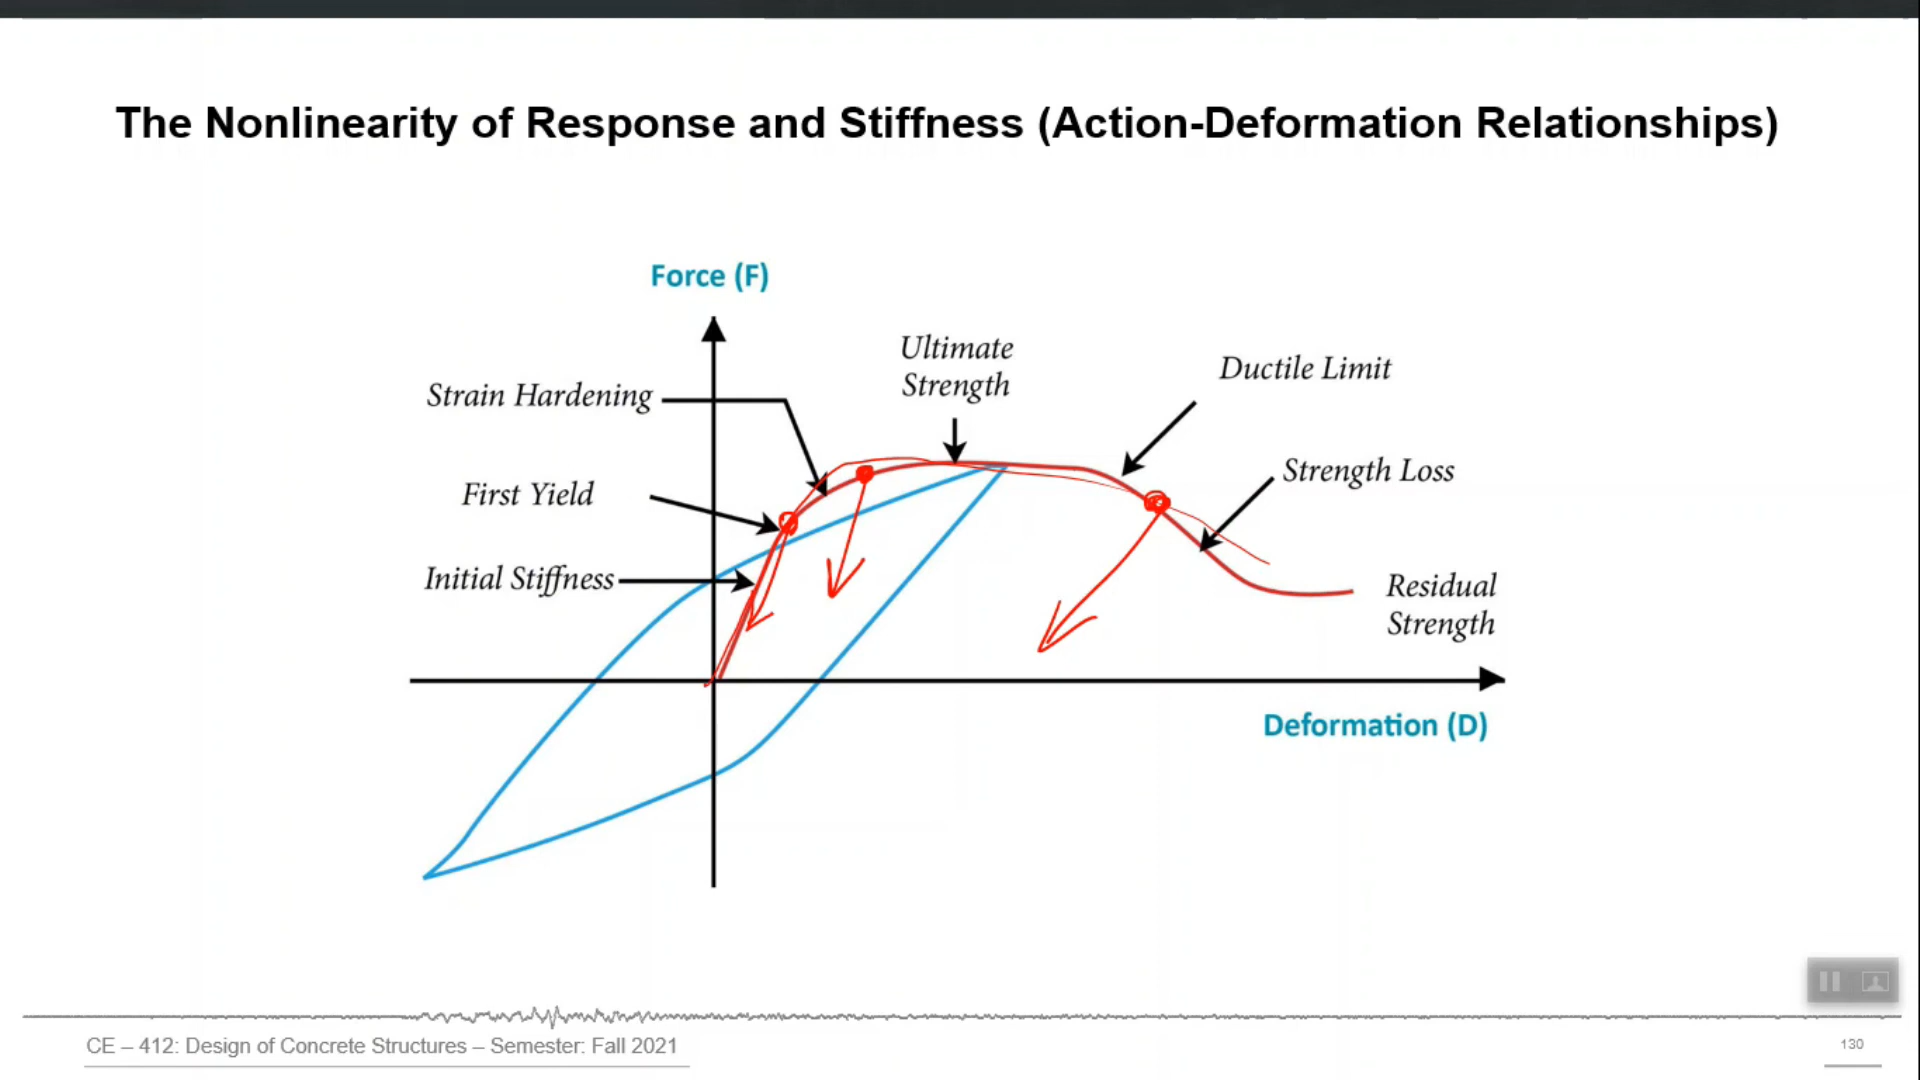 The Nonlinearity of Response and Stiffness (Action-Deformation Relationships)
Force (F)
Ultimate
Strength
Ductile Limit
Strain Hardening
Strength Loss
First Yield
Initial Stiffness
Residual
Strength
Deformation (D)
CE – 412: Design of Concrete Structures – Semester: Fall 2021
130